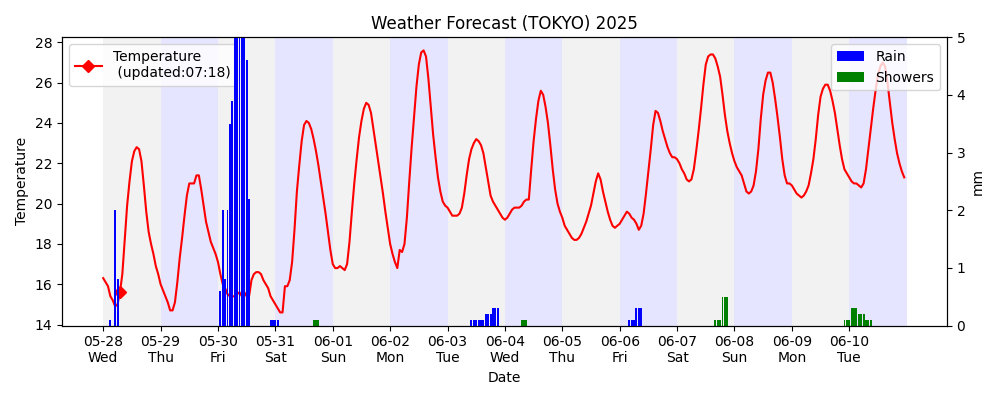 Weather Forecast (TOKYO) 2025
Temperature
(updated:07:18)
Rain
Showers
28
26
24
22
20
18
16
14
Temperature
5
4
3
2
1
0
mm
05-28 05-29 05-30 05-31 06-01 06-02 06-03 06-04 06-05 06-06 06-07 06-08 06-09 06-10
Wed Thu Fri Sat Sun Mon Tue Wed Thu Fri Sat Sun Mon Tue
Date